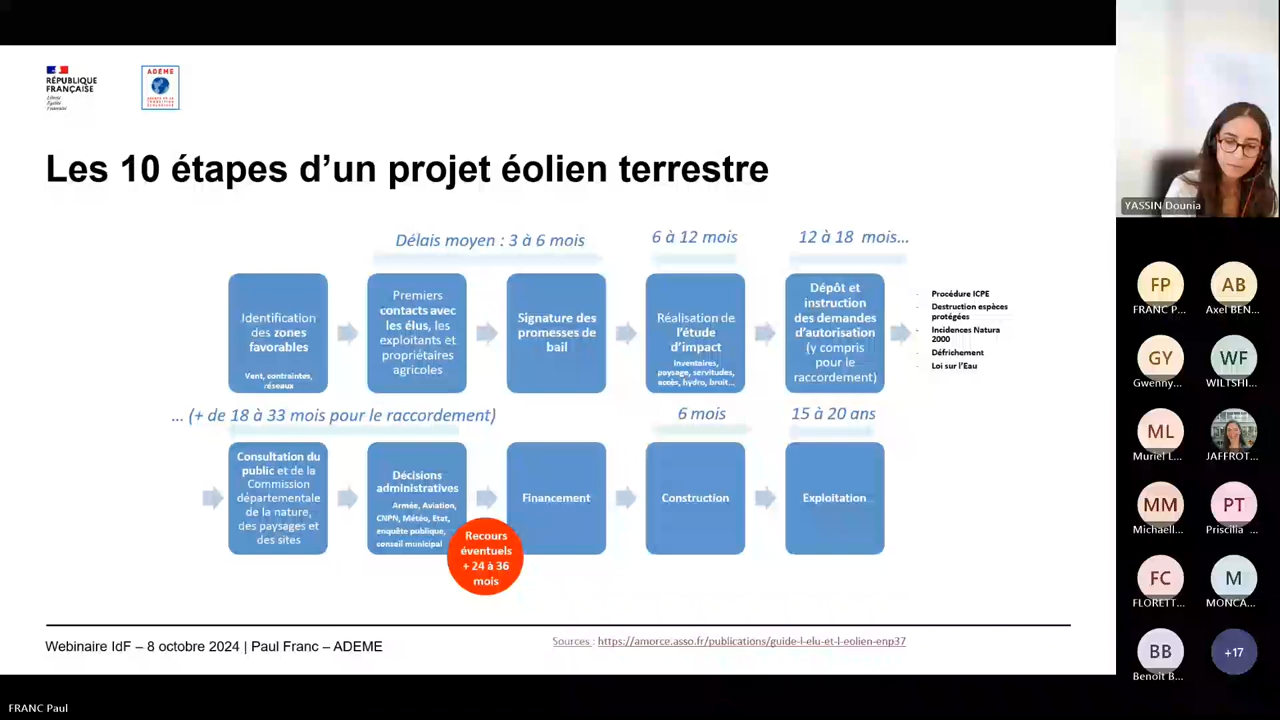 RÉPUBLIQUE
FRANÇAISE
Liberté
Égalité
Fraternité
ADEME
Les 10 étapes d’un projet éolien terrestre
Délais moyen : 3 à 6 mois
6 à 12 mois
12 à 18 mois…
Identification
des zones
favorables
Vent, contraintes,
réseaux
Premiers
contacts avec
les élus, les
exploitants et
propriétaires
agricoles
Signature des
promesses de
bail
Réalisation de
l’étude
d’impact
Inventaires,
paysage, servitudes,
accès, hydro, bruit…
Dépôt et
instruction
des demandes
d’autorisation
(y compris
pour le
raccordement)
- Procédure ICPE
- Destruction espèces
protégées
- Incidences Natura
2000
- Défrichement
- Loi sur l’Eau
… (+ de 18 à 33 mois pour le raccordement)
6 mois
15 à 20 ans
Consultation du
public et de la
Commission
départementale
de la nature,
des paysages et
des sites
Décisions
administratives
Armée, Aviation,
CNPN, Météo, Etat,
enquête publique,
conseil municipal
Recours
éventuels
+ 24 à 36
mois
Financement
Construction
Exploitation
Webinaire IdF – 8 octobre 2024 | Paul Franc – ADEME
Sources : https://amorce.asso.fr/publications/guide-l-elu-et-l-eolien-enp37
FRANC Paul
YASSIN Dounia
FP
FRANC P...
AB
Axel BEN...
GY
Gwenny...
WF
WILTSHI...
ML
Muriel L...
JAFFROT...
MM
Michaell...
PT
Priscilla ...
FC
FLORETT...
M
MONCA...
BB
Benoit B...
+17